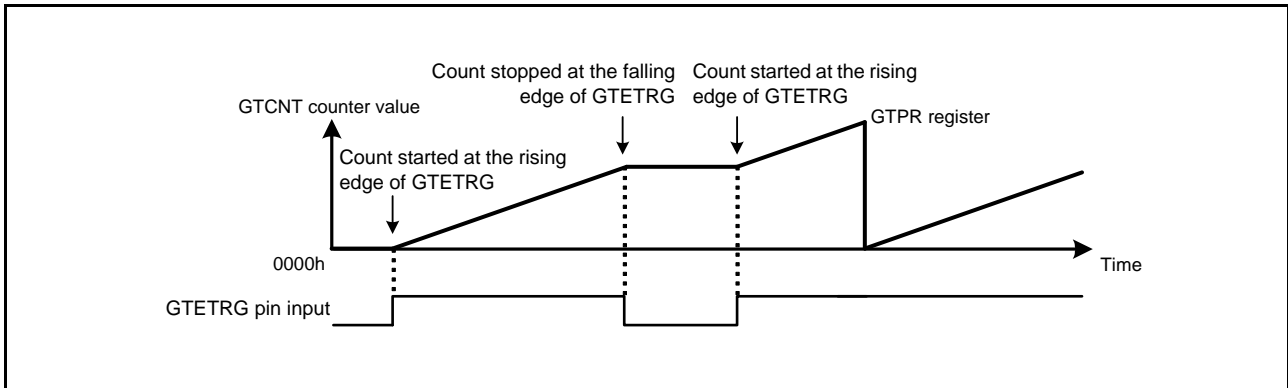 Count stopped at the falling
edge of GTETRG
Count started at the rising
edge of GTETRG
GTCNT counter value
GTPR register
Count started at the rising
edge of GTETRG
0000h
Time
GTETRG pin input